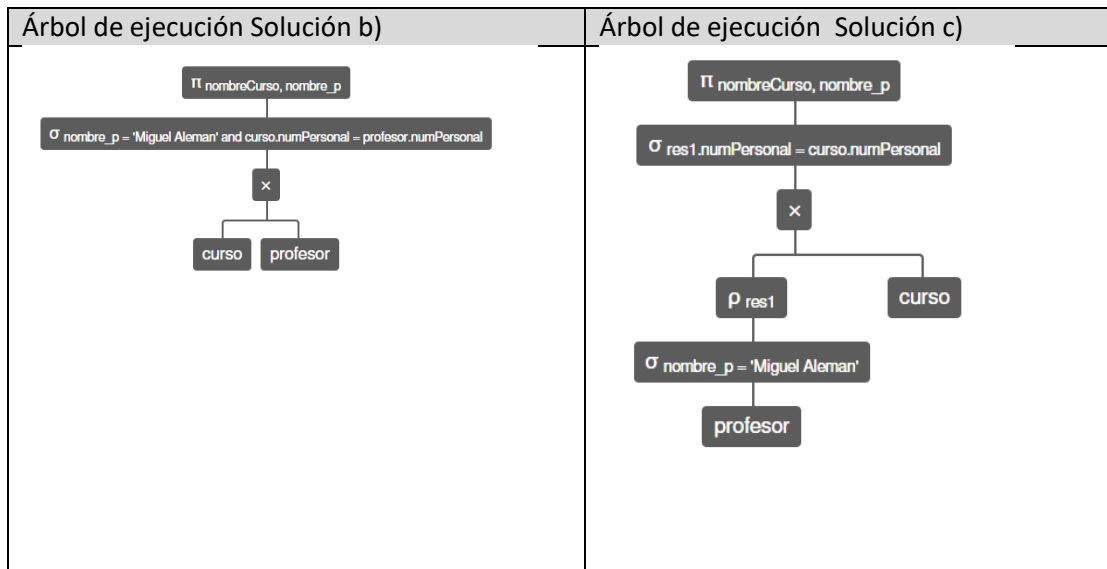 Árbol de ejecución Solución b)
π nombreCurso, nombre_p
σ nombre_p = 'Miguel Aleman' and curso.numPersonal = profesor.numPersonal
×
curso profesor
Árbol de ejecución Solución c)
π nombreCurso, nombre_p
σ res1.numPersonal = curso.numPersonal
×
ρ res1 curso
σ nombre_p = 'Miguel Aleman'
profesor